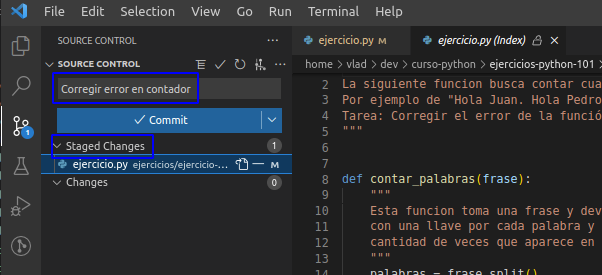 File Edit Selection View Go Run Terminal Help
SOURCE CONTROL
SOURCE CONTROL
Corregir error en contador
Commit
Staged Changes 1
ejercicio.py ejercicios/ejercicio-... M
Changes 0
1
ejercicio.py M
ejercicio.py (Index) M
home > vlad > dev > curso-python > ejercicios-python-101 >
2 La siguiente función busca contar cua
3 Por ejemplo de "Hola Juan. Hola Pedro
4 Tarea: Corregir el error de la funció
5 """
6
7
8 def contar_palabras(frase):
9 """
10 Esta funcion toma una frase y dev
11 con una llave por cada palabra y
12 cantidad de veces que aparece en
13 """
14 palabras = frase.split()